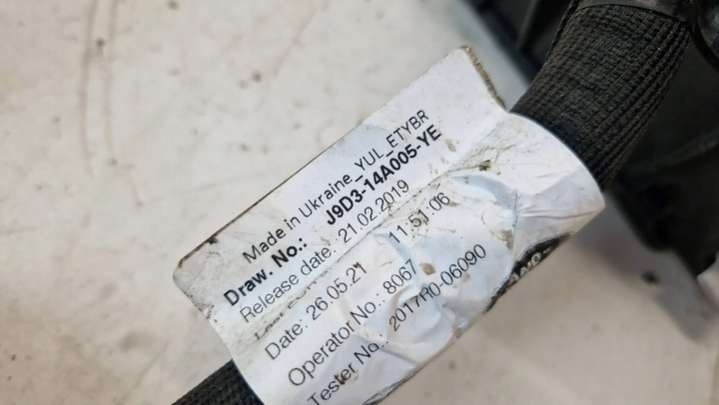 Made in Ukraine_YUL_ETYBR
Draw. No.: J9D3-14A005-YE
Release date: 21.02.2019
Date: 26.05.21 11:51:06
Operator No.: 8067
Tester No.: 2017R0-06090